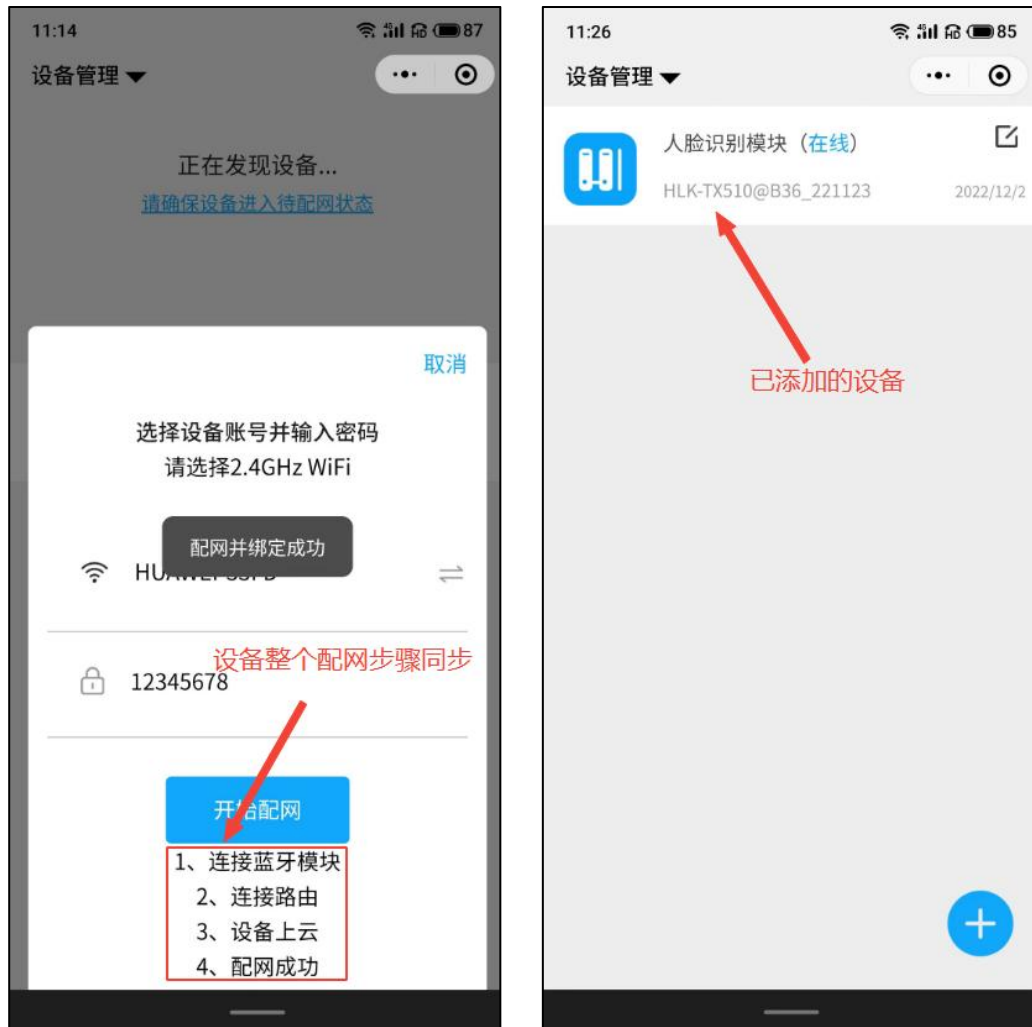 11:14
87
设备管理
正在发现设备...
请确保设备进入待配网状态
取消
选择设备账号并输入密码
请选择2.4GHz WiFi
配网并绑定成功
设备整个配网步骤同步
12345678
开始配网
1、连接蓝牙模块
2、连接路由
3、设备上云
4、配网成功
11:26
85
设备管理
人脸识别模块（在线）
HLK-TX510@B36_221123
2022/12/2
已添加的设备